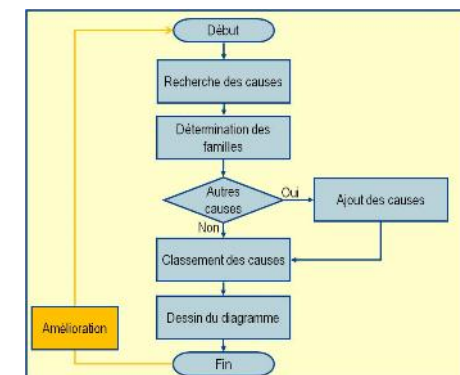 Début
Recherche des causes
Détermination des
familles
Autres
causes
Oui
Ajout des causes
Non
Classement des causes
Dessin du diagramme
Amélioration
Fin